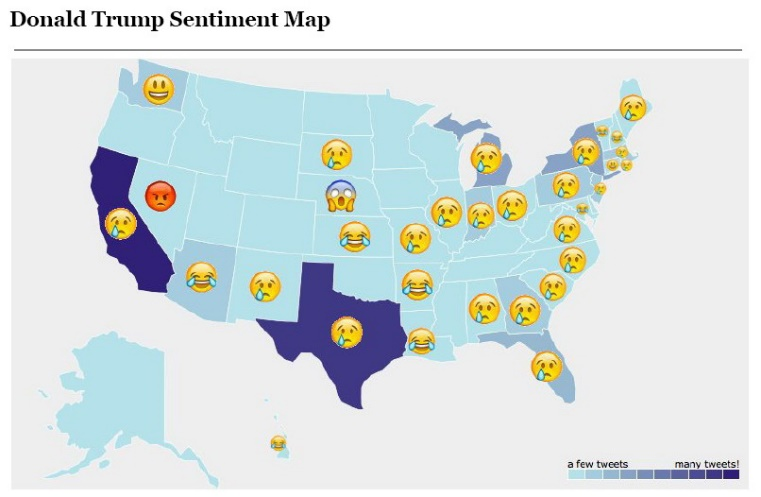 Donald Trump Sentiment Map
a few tweets many tweets!